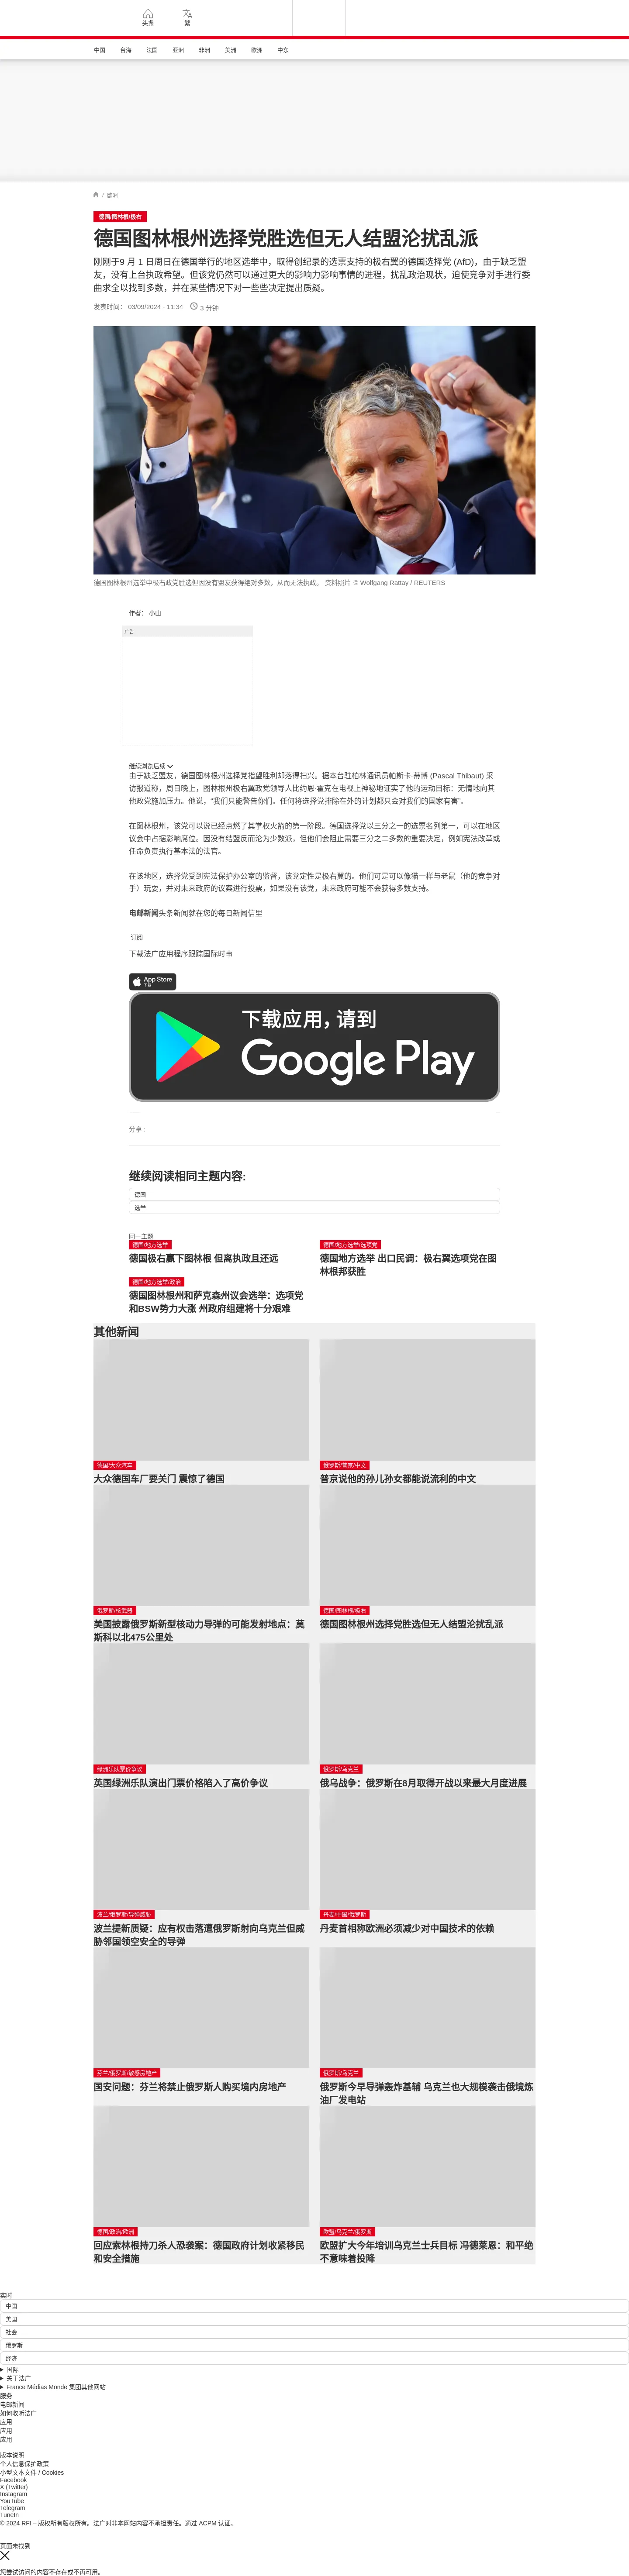 头条
繁
中国
台海
法国
亚洲
非洲
美洲
欧洲
中东
/ 欧洲
德国/图林根/极右
德国图林根州选择党胜选但无人结盟沦扰乱派
刚刚于9 月 1 日周日在德国举行的地区选举中，取得创纪录的选票支持的极右翼的德国选择党 (AfD)，由于缺乏盟
友，没有上台执政希望。但该党仍然可以通过更大的影响力影响事情的进程，扰乱政治现状，迫使竞争对手进行委
曲求全以找到多数，并在某些情况下对一些些决定提出质疑。
发表时间： 03/09/2024 - 11:34
3 分钟
德国图林根州选举中极右政党胜选但因没有盟友获得绝对多数，从而无法执政。 资料照片 © Wolfgang Rattay / REUTERS
作者： 小山
广告
继续浏览后续
由于缺乏盟友，德国图林根州选择党指望胜利却落得扫兴。据本台驻柏林通讯员帕斯卡·蒂博 (Pascal Thibaut) 采
访报道称，周日晚上，图林根州极右翼政党领导人比约恩·霍克在电视上神秘地证实了他的运动目标：无情地向其
他政党施加压力。他说，“我们只能警告你们。任何将选择党排除在外的计划都只会对我们的国家有害”。
在图林根州，该党可以说已经点燃了其掌权火箭的第一阶段。德国选择党以三分之一的选票名列第一，可以在地区
议会中占据影响席位。因没有结盟反而沦为少数派，但他们会阻止需要三分之二多数的重要决定，例如宪法改革或
任命负责执行基本法的法官。
在该地区，选择党受到宪法保护办公室的监督，该党定性是极右翼的。他们可是可以像猫一样与老鼠（他的竞争对
手）玩耍，并对未来政府的议案进行投票，如果没有该党，未来政府可能不会获得多数支持。
电邮新闻头条新闻就在您的每日新闻信里
订阅
下载法广应用程序跟踪国际时事
App Store
下载
下载应用，请到
Google Play
分享 :
继续阅读相同主题内容:
德国
选举
同一主题
德国/地方选举
德国极右赢下图林根 但离执政且还远
德国/地方选举/选项党
德国地方选举 出口民调：极右翼选项党在图
林根邦获胜
德国/地方选举/政治
德国图林根州和萨克森州议会选举：选项党
和BSW势力大涨 州政府组建将十分艰难
其他新闻
德国/大众汽车
大众德国车厂要关门 震惊了德国
俄罗斯/普京/中文
普京说他的孙儿孙女都能说流利的中文
俄罗斯/核武器
美国披露俄罗斯新型核动力导弹的可能发射地点：莫
斯科以北475公里处
德国/图林根/极右
德国图林根州选择党胜选但无人结盟沦扰乱派
绿洲乐队票价争议
英国绿洲乐队演出门票价格陷入了高价争议
俄罗斯/乌克兰
俄乌战争：俄罗斯在8月取得开战以来最大月度进展
波兰/俄罗斯/导弹威胁
波兰提新质疑：应有权击落遭俄罗斯射向乌克兰但威
胁邻国领空安全的导弹
丹麦/中国/俄罗斯
丹麦首相称欧洲必须减少对中国技术的依赖
芬兰/俄罗斯/敏感房地产
国安问题：芬兰将禁止俄罗斯人购买境内房地产
俄罗斯/乌克兰
俄罗斯今早导弹轰炸基辅 乌克兰也大规模袭击俄境炼
油厂发电站
德国/政治/欧洲
回应索林根持刀杀人恐袭案：德国政府计划收紧移民
和安全措施
欧盟/乌克兰/俄罗斯
欧盟扩大今年培训乌克兰士兵目标 冯德莱恩：和平绝
不意味着投降
实时
中国
美国
社会
俄罗斯
经济
国际
关于法广
France Médias Monde 集团其他网站
服务
电邮新闻
如何收听法广
应用
应用
应用
版本说明
个人信息保护政策
小型文本文件 / Cookies
Facebook
X (Twitter)
Instagram
YouTube
Telegram
TuneIn
© 2024 RFI – 版权所有版权所有。法广对非本网站内容不承担责任。通过 ACPM 认证。
页面未找到
您尝试访问的内容不存在或不再可用。